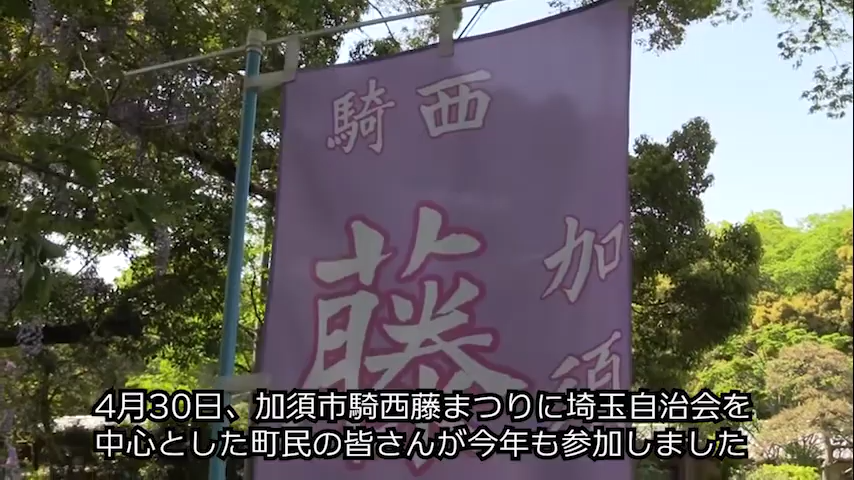 騎西
加須
藤
4月30日、加須市騎西藤まつりに埼玉自治会を
中心とした町民の皆さんが今年も参加しました